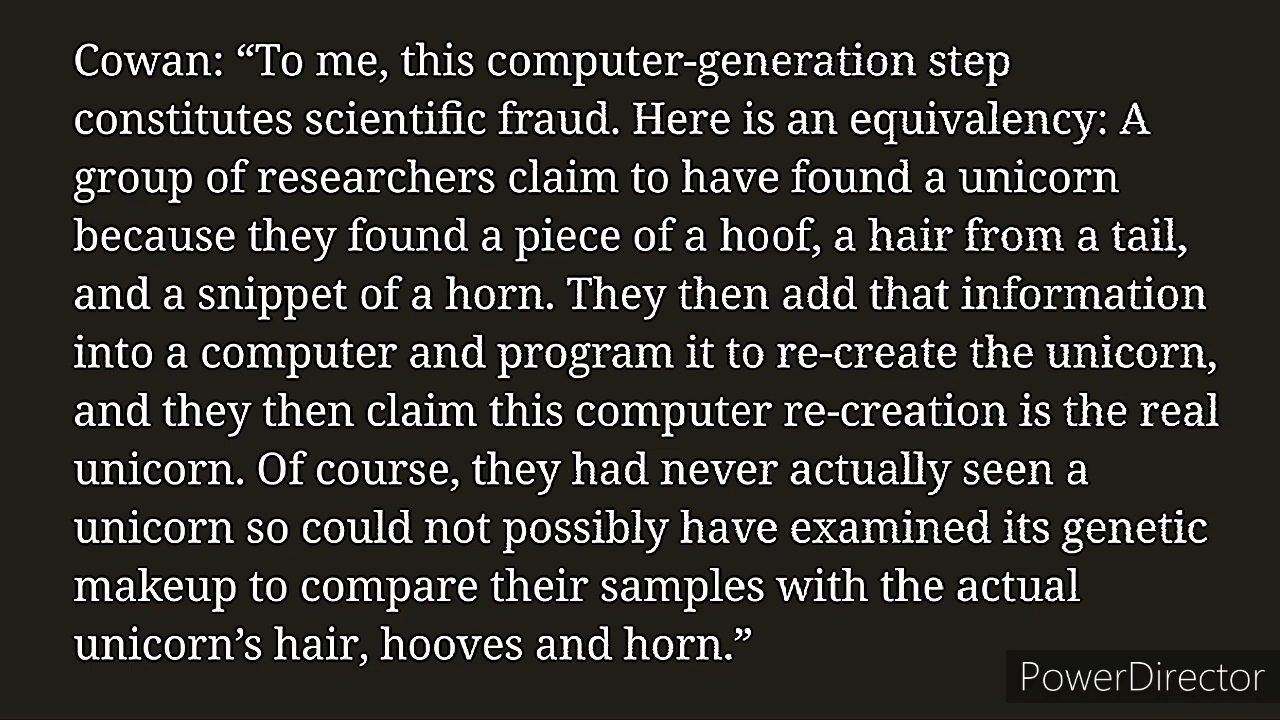 Cowan: “To me, this computer-generation step
constitutes scientific fraud. Here is an equivalency: A
group of researchers claim to have found a unicorn
because they found a piece of a hoof, a hair from a tail,
and a snippet of a horn. They then add that information
into a computer and program it to re-create the unicorn,
and they then claim this computer re-creation is the real
unicorn. Of course, they had never actually seen a
unicorn so could not possibly have examined its genetic
makeup to compare their samples with the actual
unicorn’s hair, hooves and horn.”
PowerDirector